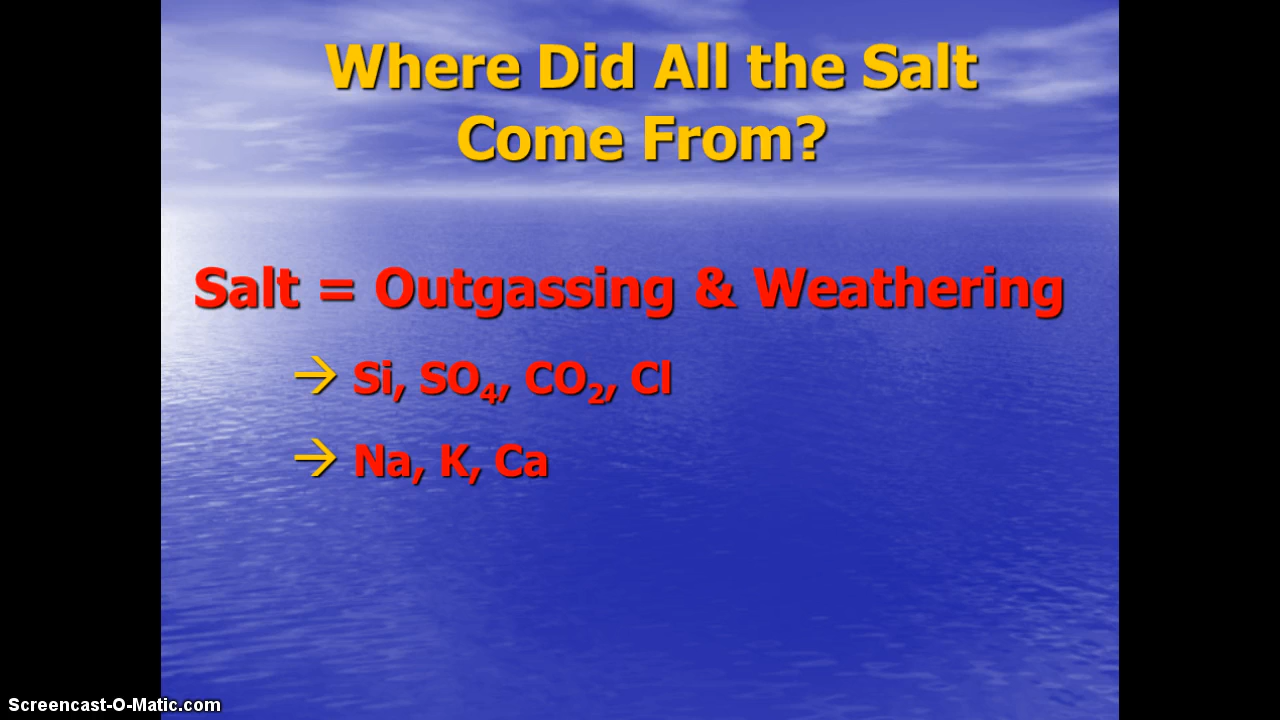 Where Did All the Salt
Come From?
Salt = Outgassing & Weathering
→ Si, SO₄, CO₂, Cl
→ Na, K, Ca
Screencast-O-Matic.com